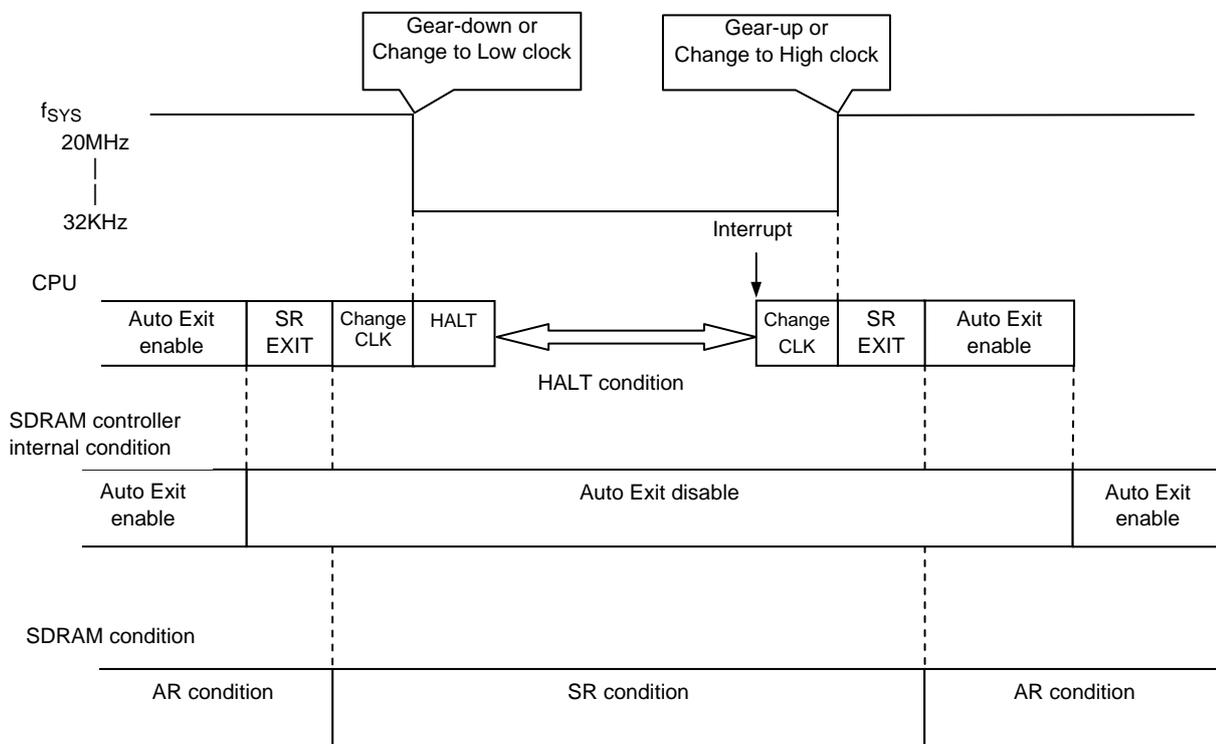 Gear-down or
Change to Low clock
Gear-up or
Change to High clock
fSYS
20MHz
32KHz
Interrupt
CPU
Auto Exit
enable
SR
EXIT
Change
CLK
HALT
Change
CLK
SR
EXIT
Auto Exit
enable
HALT condition
SDRAM controller
internal condition
Auto Exit
enable
Auto Exit disable
Auto Exit
enable
SDRAM condition
AR condition
SR condition
AR condition